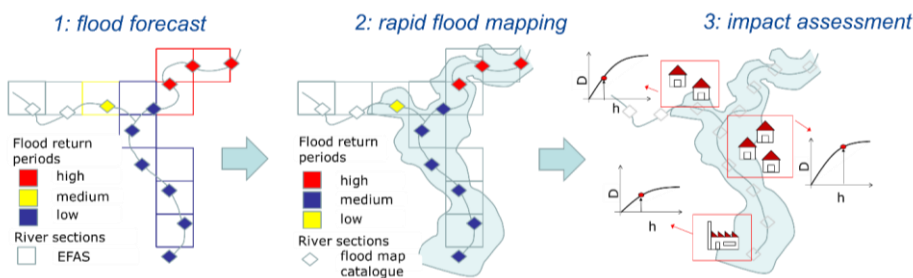 1: flood forecast
2: rapid flood mapping
3: impact assessment
Flood return
periods
high
medium
low
River sections
EFAS
Flood return
periods
high
medium
low
River sections
flood map
catalogue
D
h
D
h
D
h